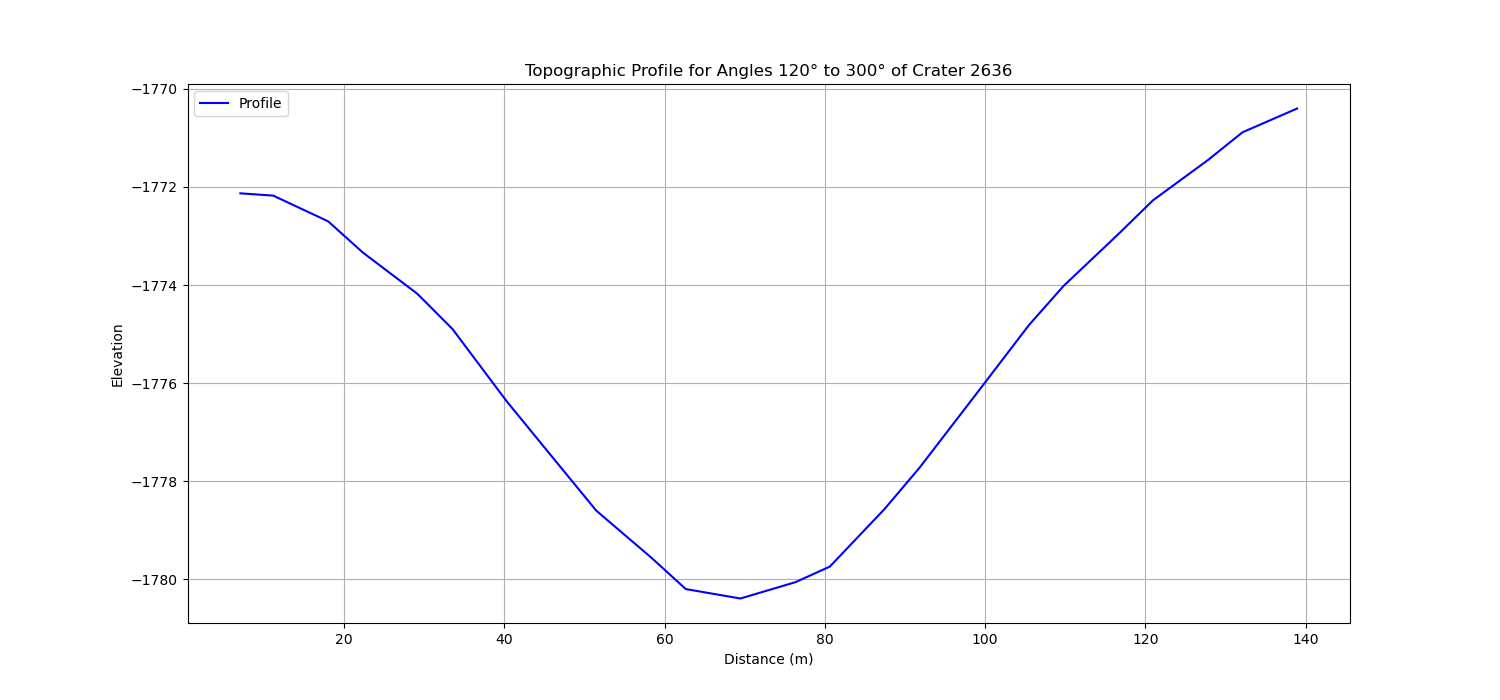 Topographic Profile for Angles 120° to 300° of Crater 2636
Profile
Elevation
−1770
−1772
−1774
−1776
−1778
−1780
20 40 60 80 100 120 140
Distance (m)